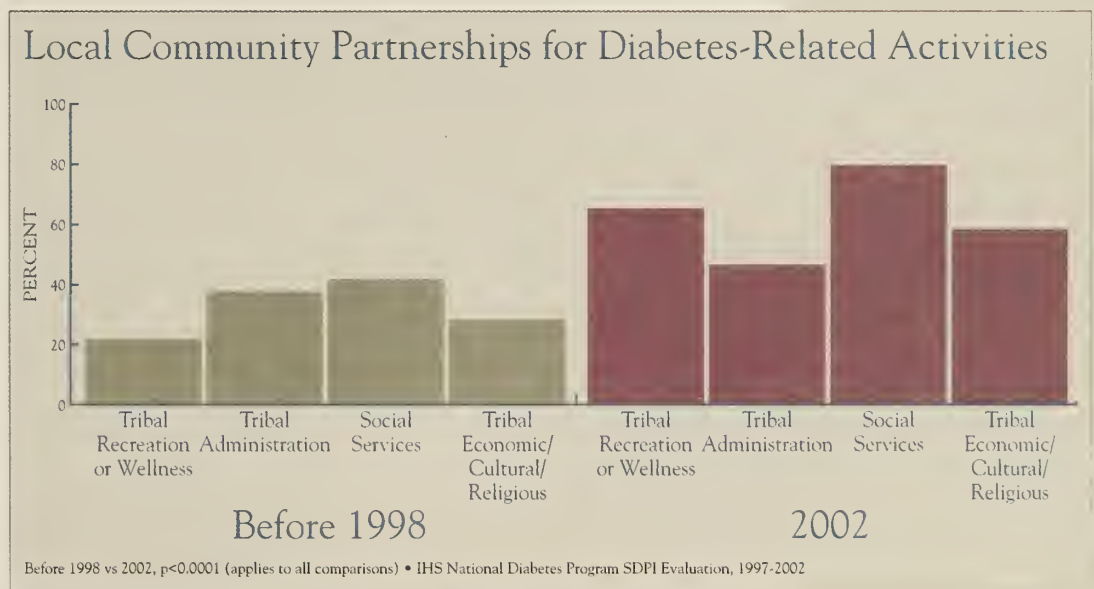 Local Community Partnerships for Diabetes-Related Activities
PERCENT
100
80
60
40
20
0
Tribal Recreation or Wellness
Tribal Administration
Social Services
Tribal Economic/ Cultural/ Religious
Tribal Recreation or Wellness
Tribal Administration
Social Services
Tribal Economic/ Cultural/ Religious
Before 1998
2002
Before 1998 vs 2002, p<0.0001 (applies to all comparisons) • IHS National Diabetes Program SDPI Evaluation, 1997-2002